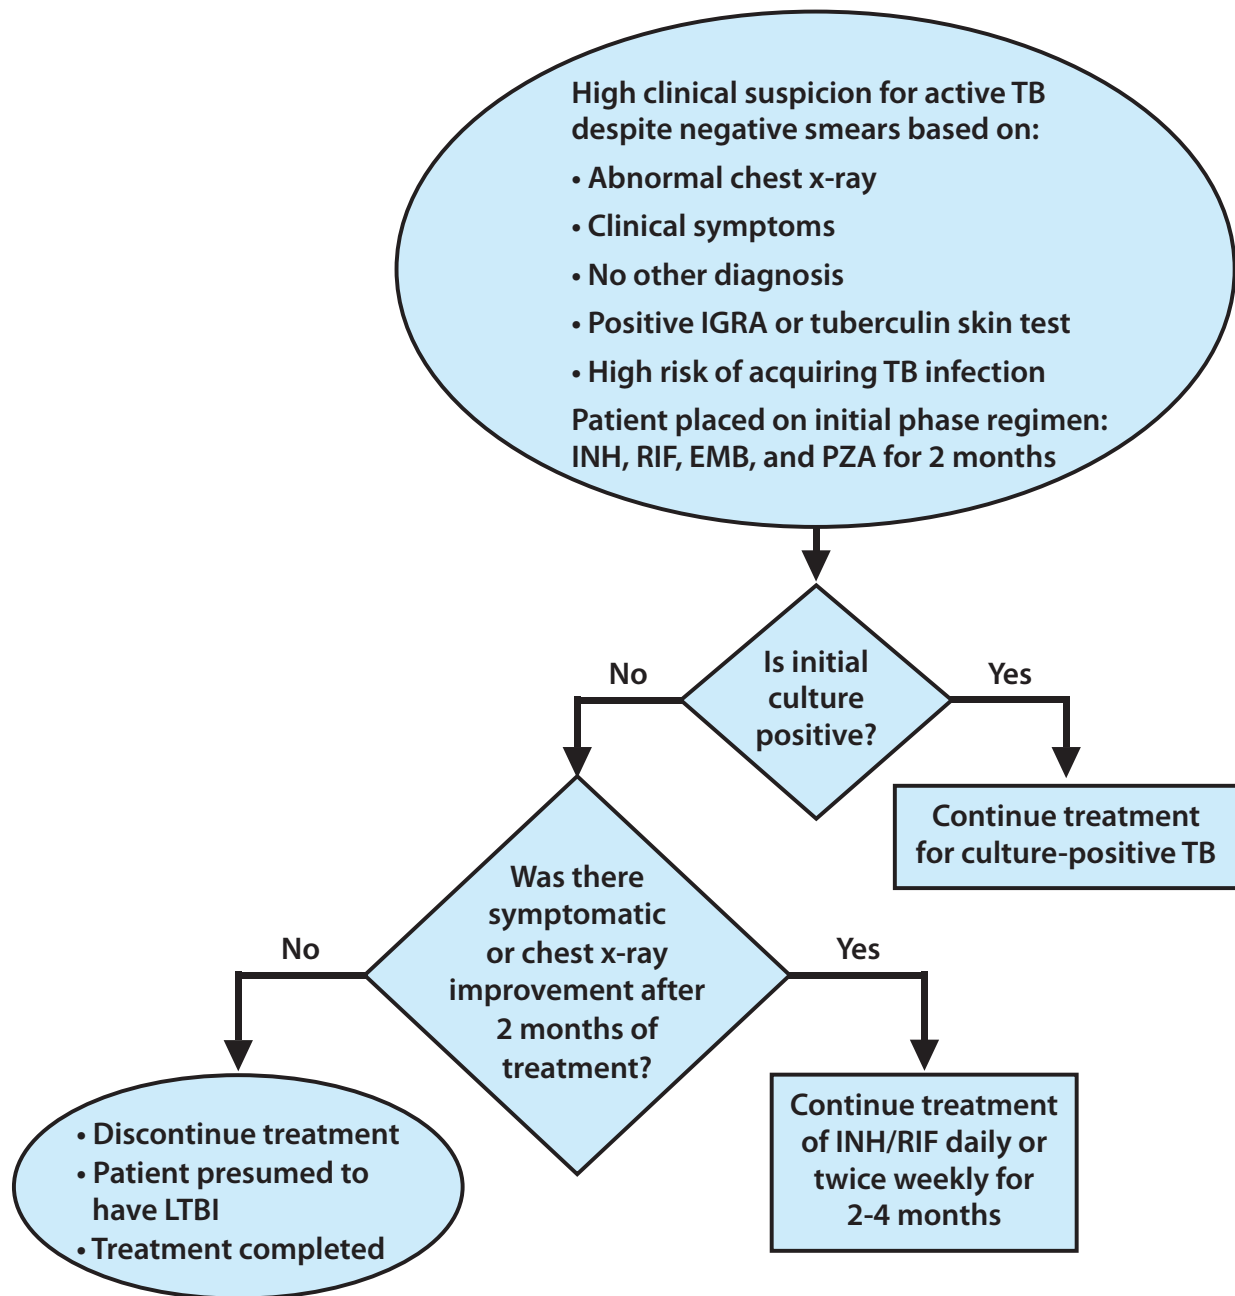 High clinical suspicion for active TB
despite negative smears based on:
• Abnormal chest x-ray
• Clinical symptoms
• No other diagnosis
• Positive IGRA or tuberculin skin test
• High risk of acquiring TB infection
Patient placed on initial phase regimen:
INH, RIF, EMB, and PZA for 2 months
Is initial
culture
positive?
No
Yes
Continue treatment
for culture-positive TB
Was there
symptomatic
or chest x-ray
improvement after
2 months of
treatment?
No
Yes
• Discontinue treatment
• Patient presumed to
have LTBI
• Treatment completed
Continue treatment
of INH/RIF daily or
twice weekly for
2-4 months